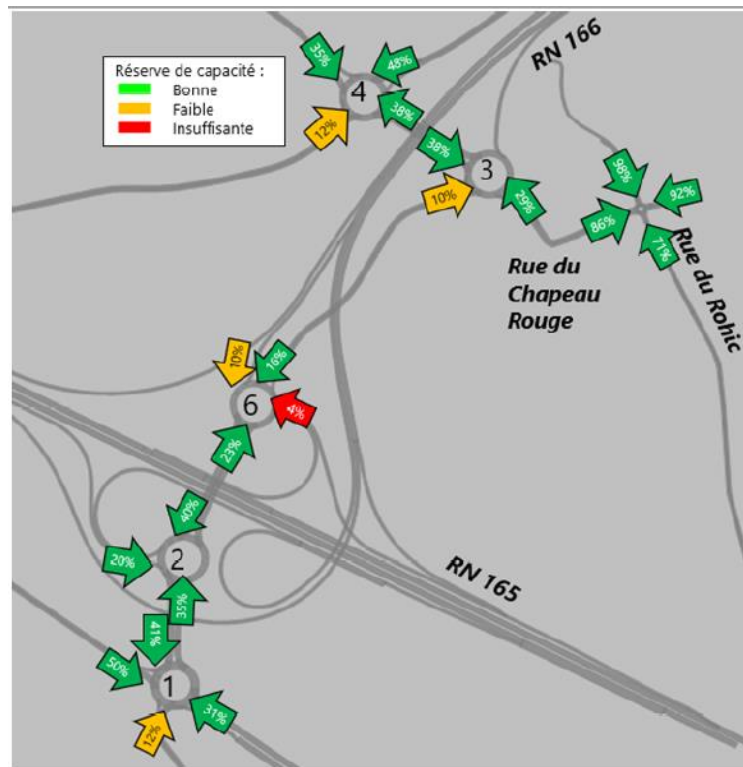 Réserve de capacité :
Bonne
Faible
Insuffisante
35%
48%
4
38%
12%
RN 166
38%
3
10%
29%
98%
92%
86%
71%
Rue du
Chapeau
Rouge
Rue du Rohic
10%
16%
6
4%
23%
40%
2
20%
35%
RN 165
41%
50%
1
31%
12%